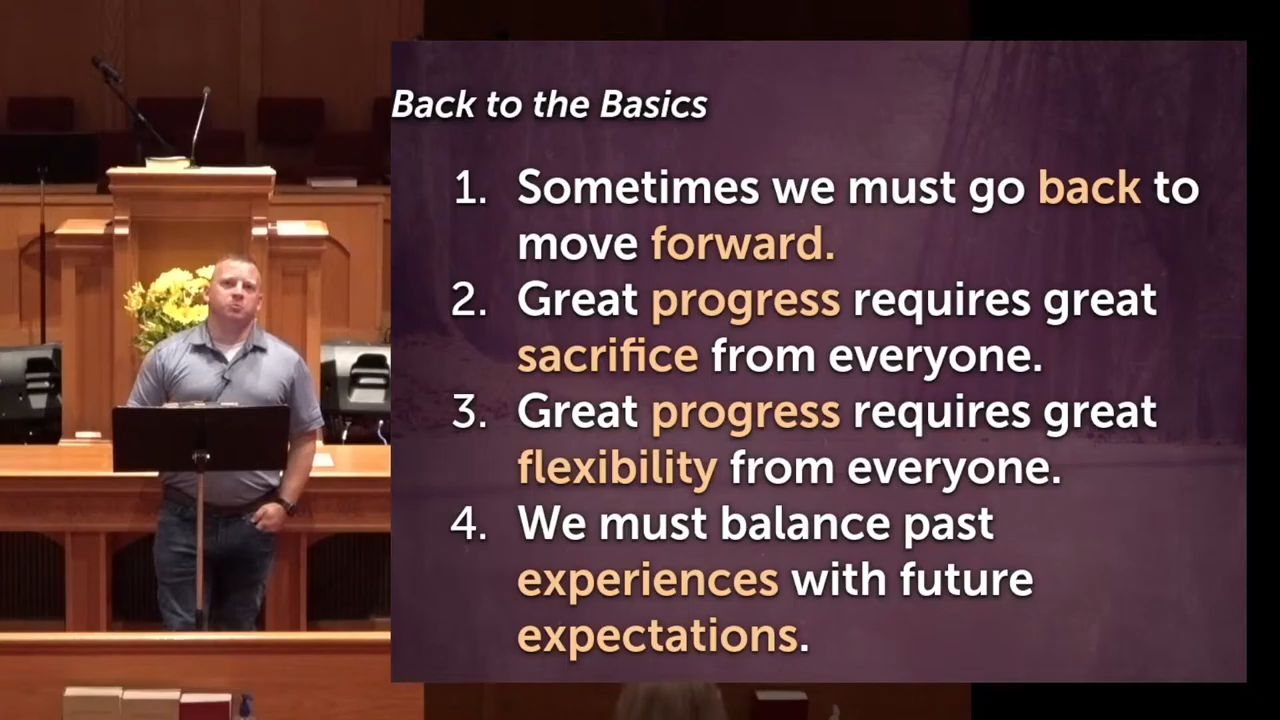 Back to the Basics
1. Sometimes we must go back to
move forward.
2. Great progress requires great
sacrifice from everyone.
3. Great progress requires great
flexibility from everyone.
4. We must balance past
experiences with future
expectations.